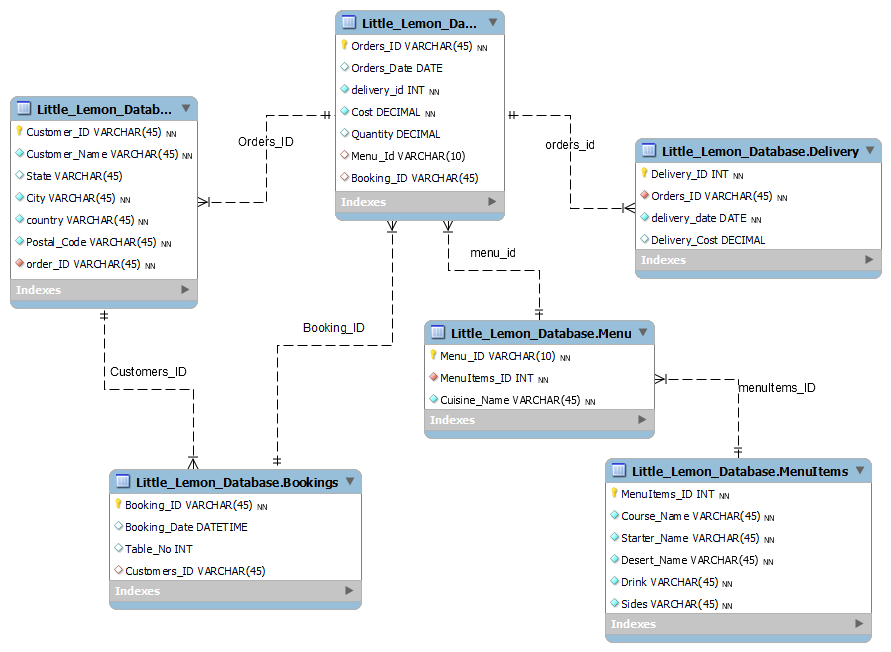 Little_Lemon_Da...
Orders_ID VARCHAR(45) NN
Orders_Date DATE
delivery_id INT NN
Cost DECIMAL NN
Quantity DECIMAL
Menu_Id VARCHAR(10)
Booking_ID VARCHAR(45)
Indexes
Little_Lemon_Datab...
Customer_ID VARCHAR(45) NN
Customer_Name VARCHAR(45) NN
State VARCHAR(45)
City VARCHAR(45) NN
country VARCHAR(45) NN
Postal_Code VARCHAR(45) NN
order_ID VARCHAR(45) NN
Indexes
Orders_ID
orders_id
Little_Lemon_Database.Delivery
Delivery_ID INT NN
Orders_ID VARCHAR(45) NN
delivery_date DATE NN
Delivery_Cost DECIMAL
Indexes
menu_id
Booking_ID
Customers_ID
Little_Lemon_Database.Menu
Menu_ID VARCHAR(10) NN
MenuItems_ID INT NN
Cuisine_Name VARCHAR(45) NN
Indexes
menuItems_ID
Little_Lemon_Database.Bookings
Booking_ID VARCHAR(45) NN
Booking_Date DATETIME
Table_No INT
Customers_ID VARCHAR(45)
Indexes
Little_Lemon_Database.MenuItems
MenuItems_ID INT NN
Course_Name VARCHAR(45) NN
Starter_Name VARCHAR(45) NN
Desert_Name VARCHAR(45) NN
Drink VARCHAR(45) NN
Sides VARCHAR(45) NN
Indexes